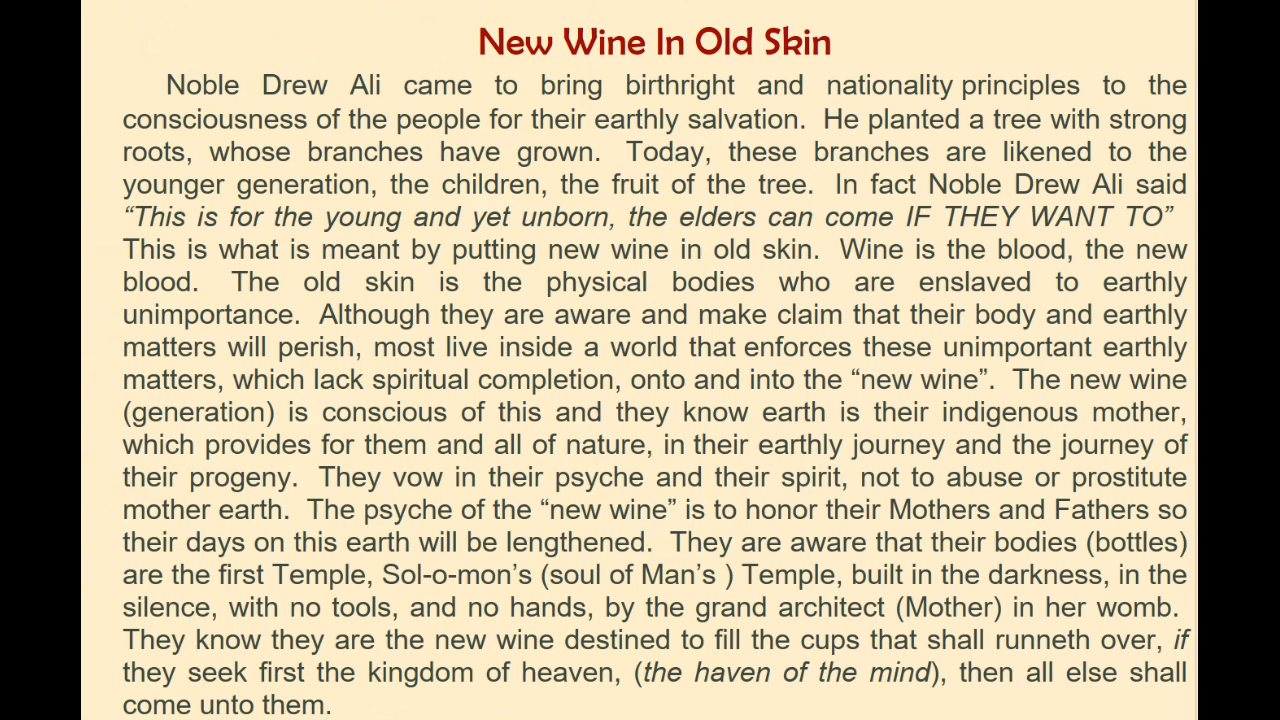 New Wine In Old Skin
Noble Drew Ali came to bring birthright and nationality principles to the
consciousness of the people for their earthly salvation. He planted a tree with strong
roots, whose branches have grown. Today, these branches are likened to the
younger generation, the children, the fruit of the tree. In fact Noble Drew Ali said
“This is for the young and yet unborn, the elders can come IF THEY WANT TO”
This is what is meant by putting new wine in old skin. Wine is the blood, the new
blood. The old skin is the physical bodies who are enslaved to earthly
unimportance. Although they are aware and make claim that their body and earthly
matters will perish, most live inside a world that enforces these unimportant earthly
matters, which lack spiritual completion, onto and into the “new wine”. The new wine
(generation) is conscious of this and they know earth is their indigenous mother,
which provides for them and all of nature, in their earthly journey and the journey of
their progeny. They vow in their psyche and their spirit, not to abuse or prostitute
mother earth. The psyche of the “new wine” is to honor their Mothers and Fathers so
their days on this earth will be lengthened. They are aware that their bodies (bottles)
are the first Temple, Sol-o-mon’s (soul of Man’s ) Temple, built in the darkness, in the
silence, with no tools, and no hands, by the grand architect (Mother) in her womb.
They know they are the new wine destined to fill the cups that shall runneth over, if
they seek first the kingdom of heaven, (the haven of the mind), then all else shall
come unto them.